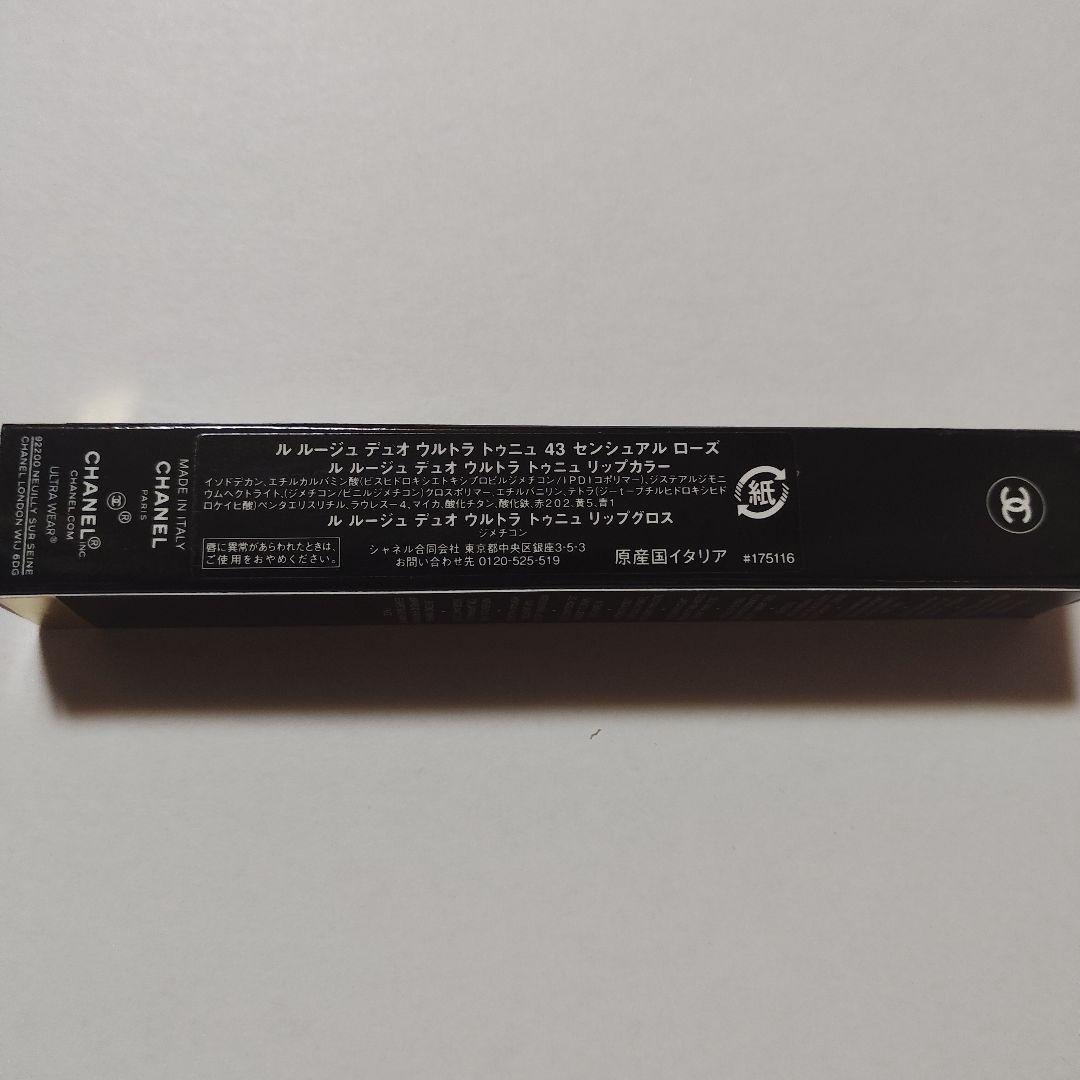 ル ルージュ デュオ ウルトラ トゥニュ 43 センシュアル ローズ
ル ルージュ デュオ ウルトラ トゥニュ リップカラー
イソドデカン、エチルカルバミン酸(ビスヒドロキシエトキシプロピルジメチコン/IPDIコポリマー)、ジステアルジモニ
ウムヘクトライト、(ジメチコン/ビニルジメチコン)クロスポリマー、エチルバニリン、テトラ(ジ-t-ブチルヒドロキシヒド
ロケイヒ酸)ペンタエリスリチル、ラウレス-4、マイカ、酸化チタン、酸化鉄、赤202、黄5、青1
ル ルージュ デュオ ウルトラ トゥニュ リップグロス
ジメチコン
唇に異常があらわれたときは、
ご使用をおやめください。
シャネル合同会社 東京都中央区銀座3-5-3
お問い合わせ先 0120-525-519
原産国イタリア #175116
紙
MADE IN ITALY
CHANEL
PARIS
®
CHANEL® INC
CHANEL.COM
ULTRA WEAR®
92200 NEUILLY SUR SEINE
CHANEL LONDON W1J 6DG